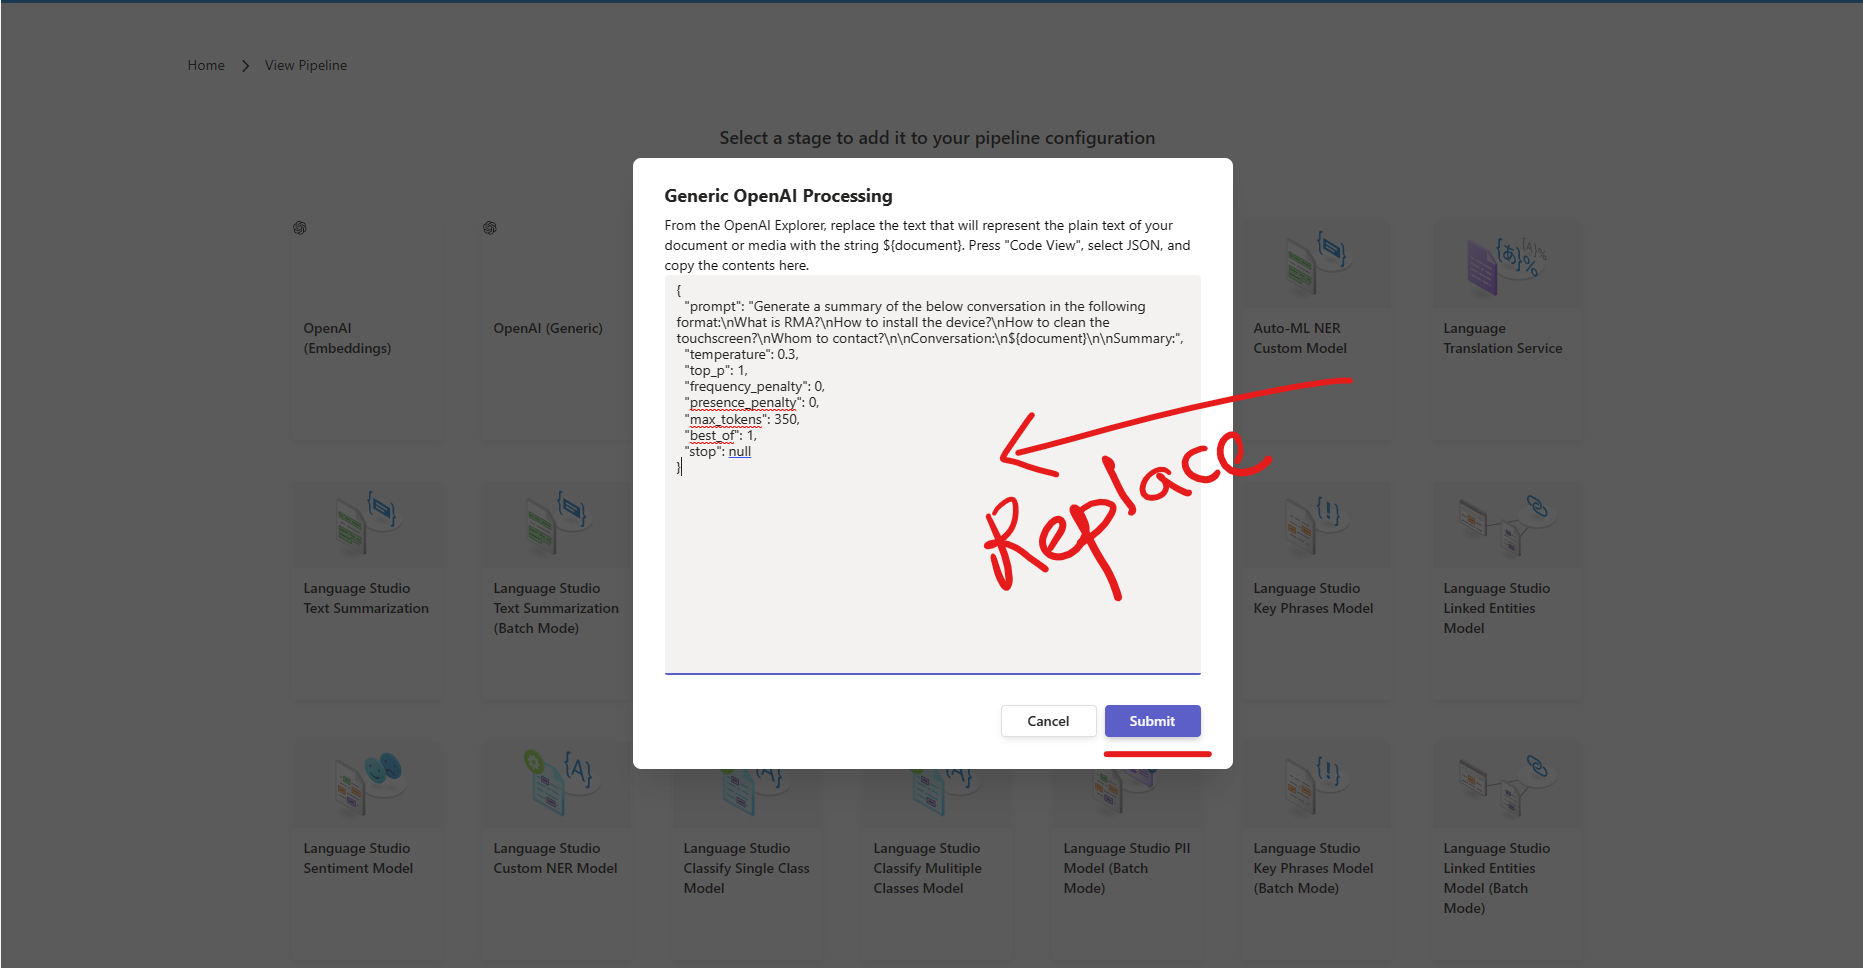 Home > View Pipeline
Select a stage to add it to your pipeline configuration
Generic OpenAI Processing
From the OpenAI Explorer, replace the text that will represent the plain text of your
document or media with the string ${document}. Press "Code View", select JSON, and
copy the contents here.
{
"prompt": "Generate a summary of the below conversation in the following
format:\nWhat is RMA?\nHow to install the device?\nHow to clean the
touchscreen?\nWhom to contact?\n\nConversation:\n${document}\n\nSummary:",
"temperature": 0.3,
"top_p": 1,
"frequency_penalty": 0,
"presence_penalty": 0,
"max_tokens": 350,
"best_of": 1,
"stop": null
}
Replace
Cancel
Submit
OpenAI
(Embeddings)
OpenAI (Generic)
Auto-ML NER
Custom Model
Language
Translation Service
Language Studio
Text Summarization
Language Studio
Text Summarization
(Batch Mode)
Language Studio
Key Phrases Model
Language Studio
Linked Entities
Model
Language Studio
Sentiment Model
Language Studio
Custom NER Model
Language Studio
Classify Single Class
Model
Language Studio
Classify Mulitiple
Classes Model
Language Studio PII
Model (Batch
Mode)
Language Studio
Key Phrases Model
(Batch Mode)
Language Studio
Linked Entities
Model (Batch
Mode)